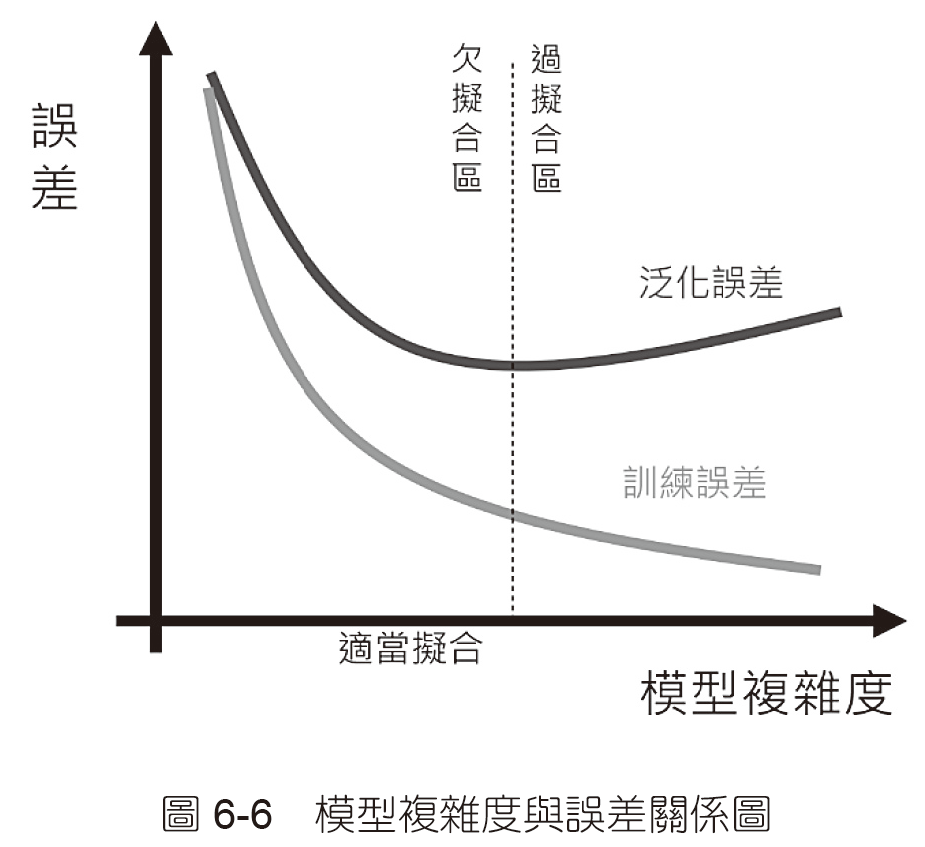 誤差
欠擬合區
過擬合區
泛化誤差
訓練誤差
適當擬合
模型複雜度
圖 6-6 模型複雜度與誤差關係圖